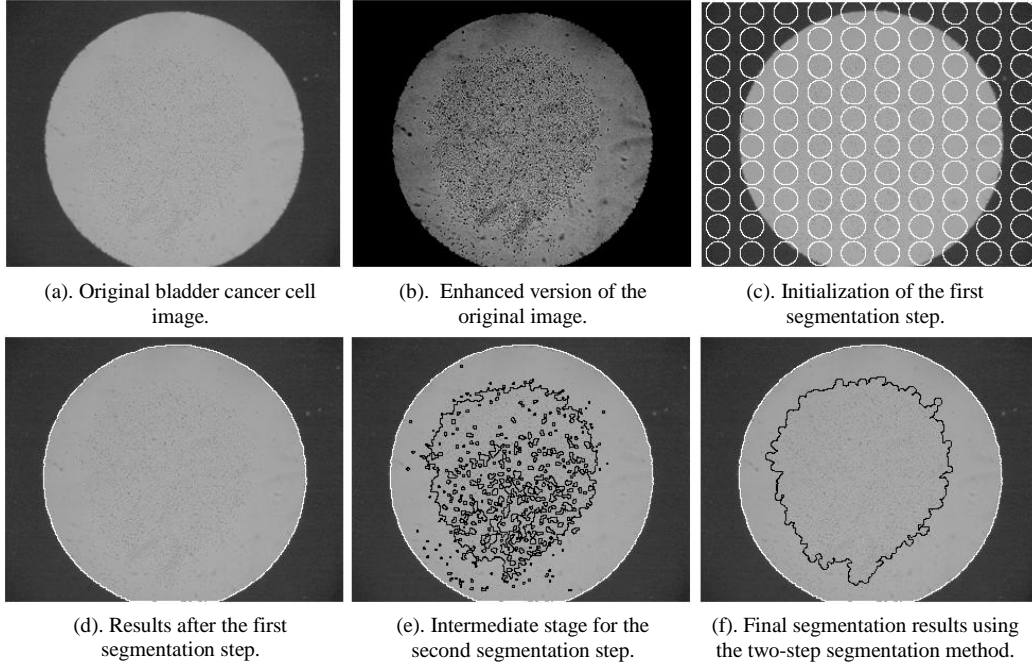 (a). Original bladder cancer cell
image.
(b). Enhanced version of the
original image.
(c). Initialization of the first
segmentation step.
(d). Results after the first
segmentation step.
(e). Intermediate stage for the
second segmentation step.
(f). Final segmentation results using
the two-step segmentation method.